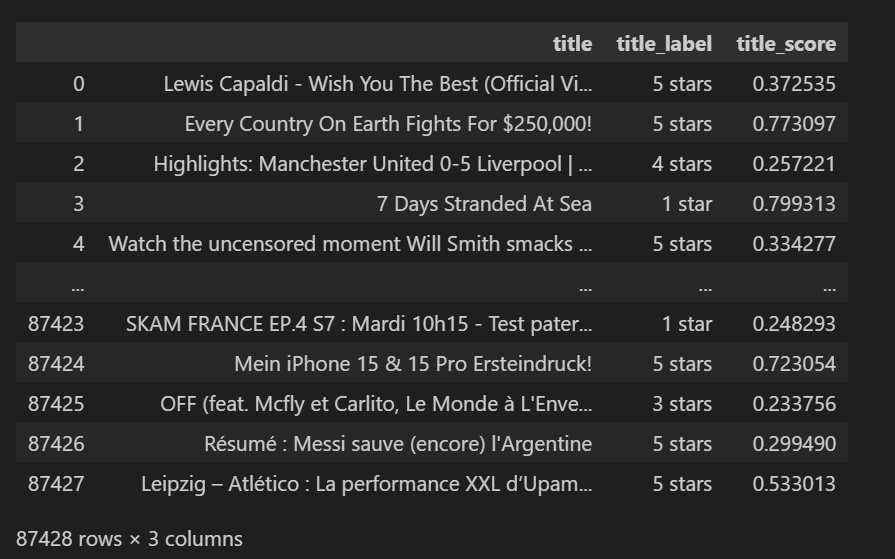 title title_label title_score
0 Lewis Capaldi - Wish You The Best (Official Vi... 5 stars 0.372535
1 Every Country On Earth Fights For $250,000! 5 stars 0.773097
2 Highlights: Manchester United 0-5 Liverpool | ... 4 stars 0.257221
3 7 Days Stranded At Sea 1 star 0.799313
4 Watch the uncensored moment Will Smith smacks ... 5 stars 0.334277
... ... ... ...
87423 SKAM FRANCE EP.4 S7 : Mardi 10h15 - Test pater... 1 star 0.248293
87424 Mein iPhone 15 & 15 Pro Ersteindruck! 5 stars 0.723054
87425 OFF (feat. Mcfly et Carlito, Le Monde à L'Enve... 3 stars 0.233756
87426 Résumé : Messi sauve (encore) l'Argentine 5 stars 0.299490
87427 Leipzig – Atlético : La performance XXL d‘Upam... 5 stars 0.533013
87428 rows × 3 columns